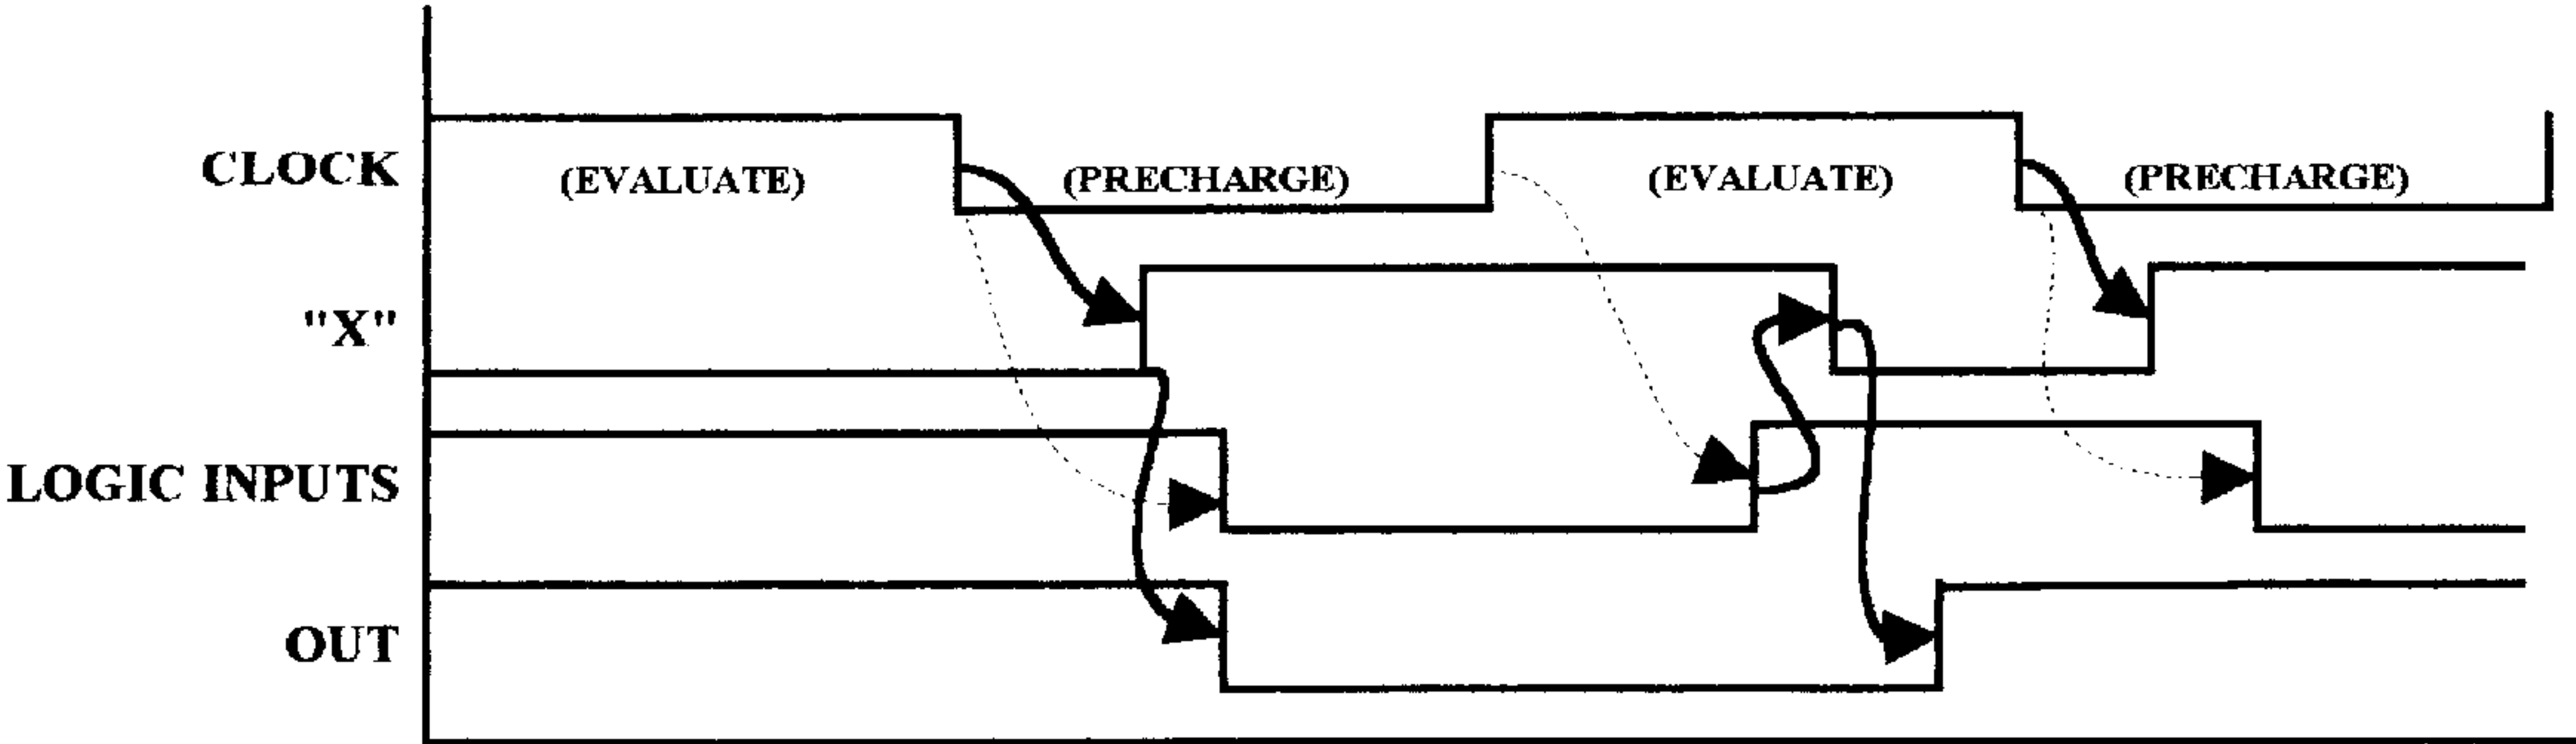 CLOCK
(EVALUATE)
(PRECHARGE)
(EVALUATE)
(PRECHARGE)
"X"
LOGIC INPUTS
OUT